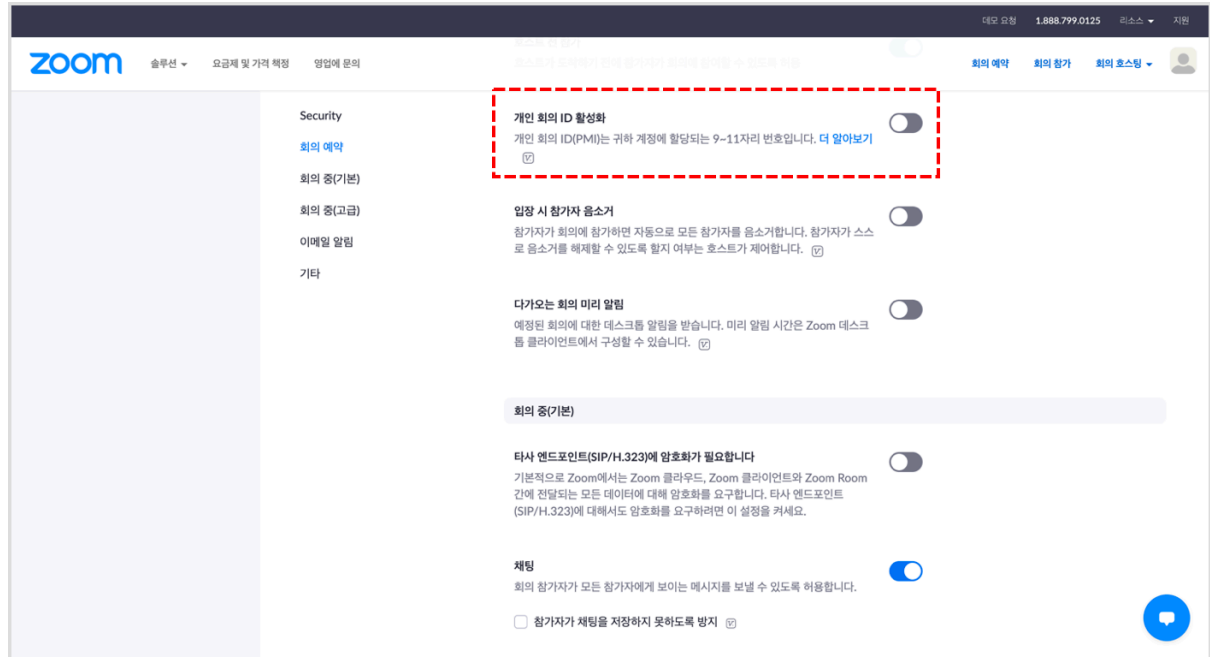 데모 요청 1.888.799.0125 리소스 지원
zoom 솔루션 요금제 및 가격 책정 영업에 문의 회의 예약 회의 참가 회의 호스팅
Security
회의 예약
회의 중(기본)
회의 중(고급)
이메일 알림
기타
호스트 전 참가
개인 회의 ID 활성화
개인 회의 ID(PMI)는 귀하 계정에 할당되는 9~11자리 번호입니다. 더 알아보기
입장 시 참가자 음소거
참가자가 회의에 참가하면 자동으로 모든 참가자를 음소거합니다. 참가자가 스스
로 음소거를 해제할 수 있도록 할지 여부는 호스트가 제어합니다.
다가오는 회의 미리 알림
예정된 회의에 대한 데스크톱 알림을 받습니다. 미리 알림 시간은 Zoom 데스크
톱 클라이언트에서 구성할 수 있습니다.
회의 중(기본)
타사 엔드포인트(SIP/H.323)에 암호화가 필요합니다
기본적으로 Zoom에서는 Zoom 클라우드, Zoom 클라이언트와 Zoom Room
간에 전달되는 모든 데이터에 대해 암호화를 요구합니다. 타사 엔드포인트
(SIP/H.323)에 대해서도 암호화를 요구하려면 이 설정을 켜세요.
채팅
회의 참가자가 모든 참가자에게 보이는 메시지를 보낼 수 있도록 허용합니다.
참가자가 채팅을 저장하지 못하도록 방지